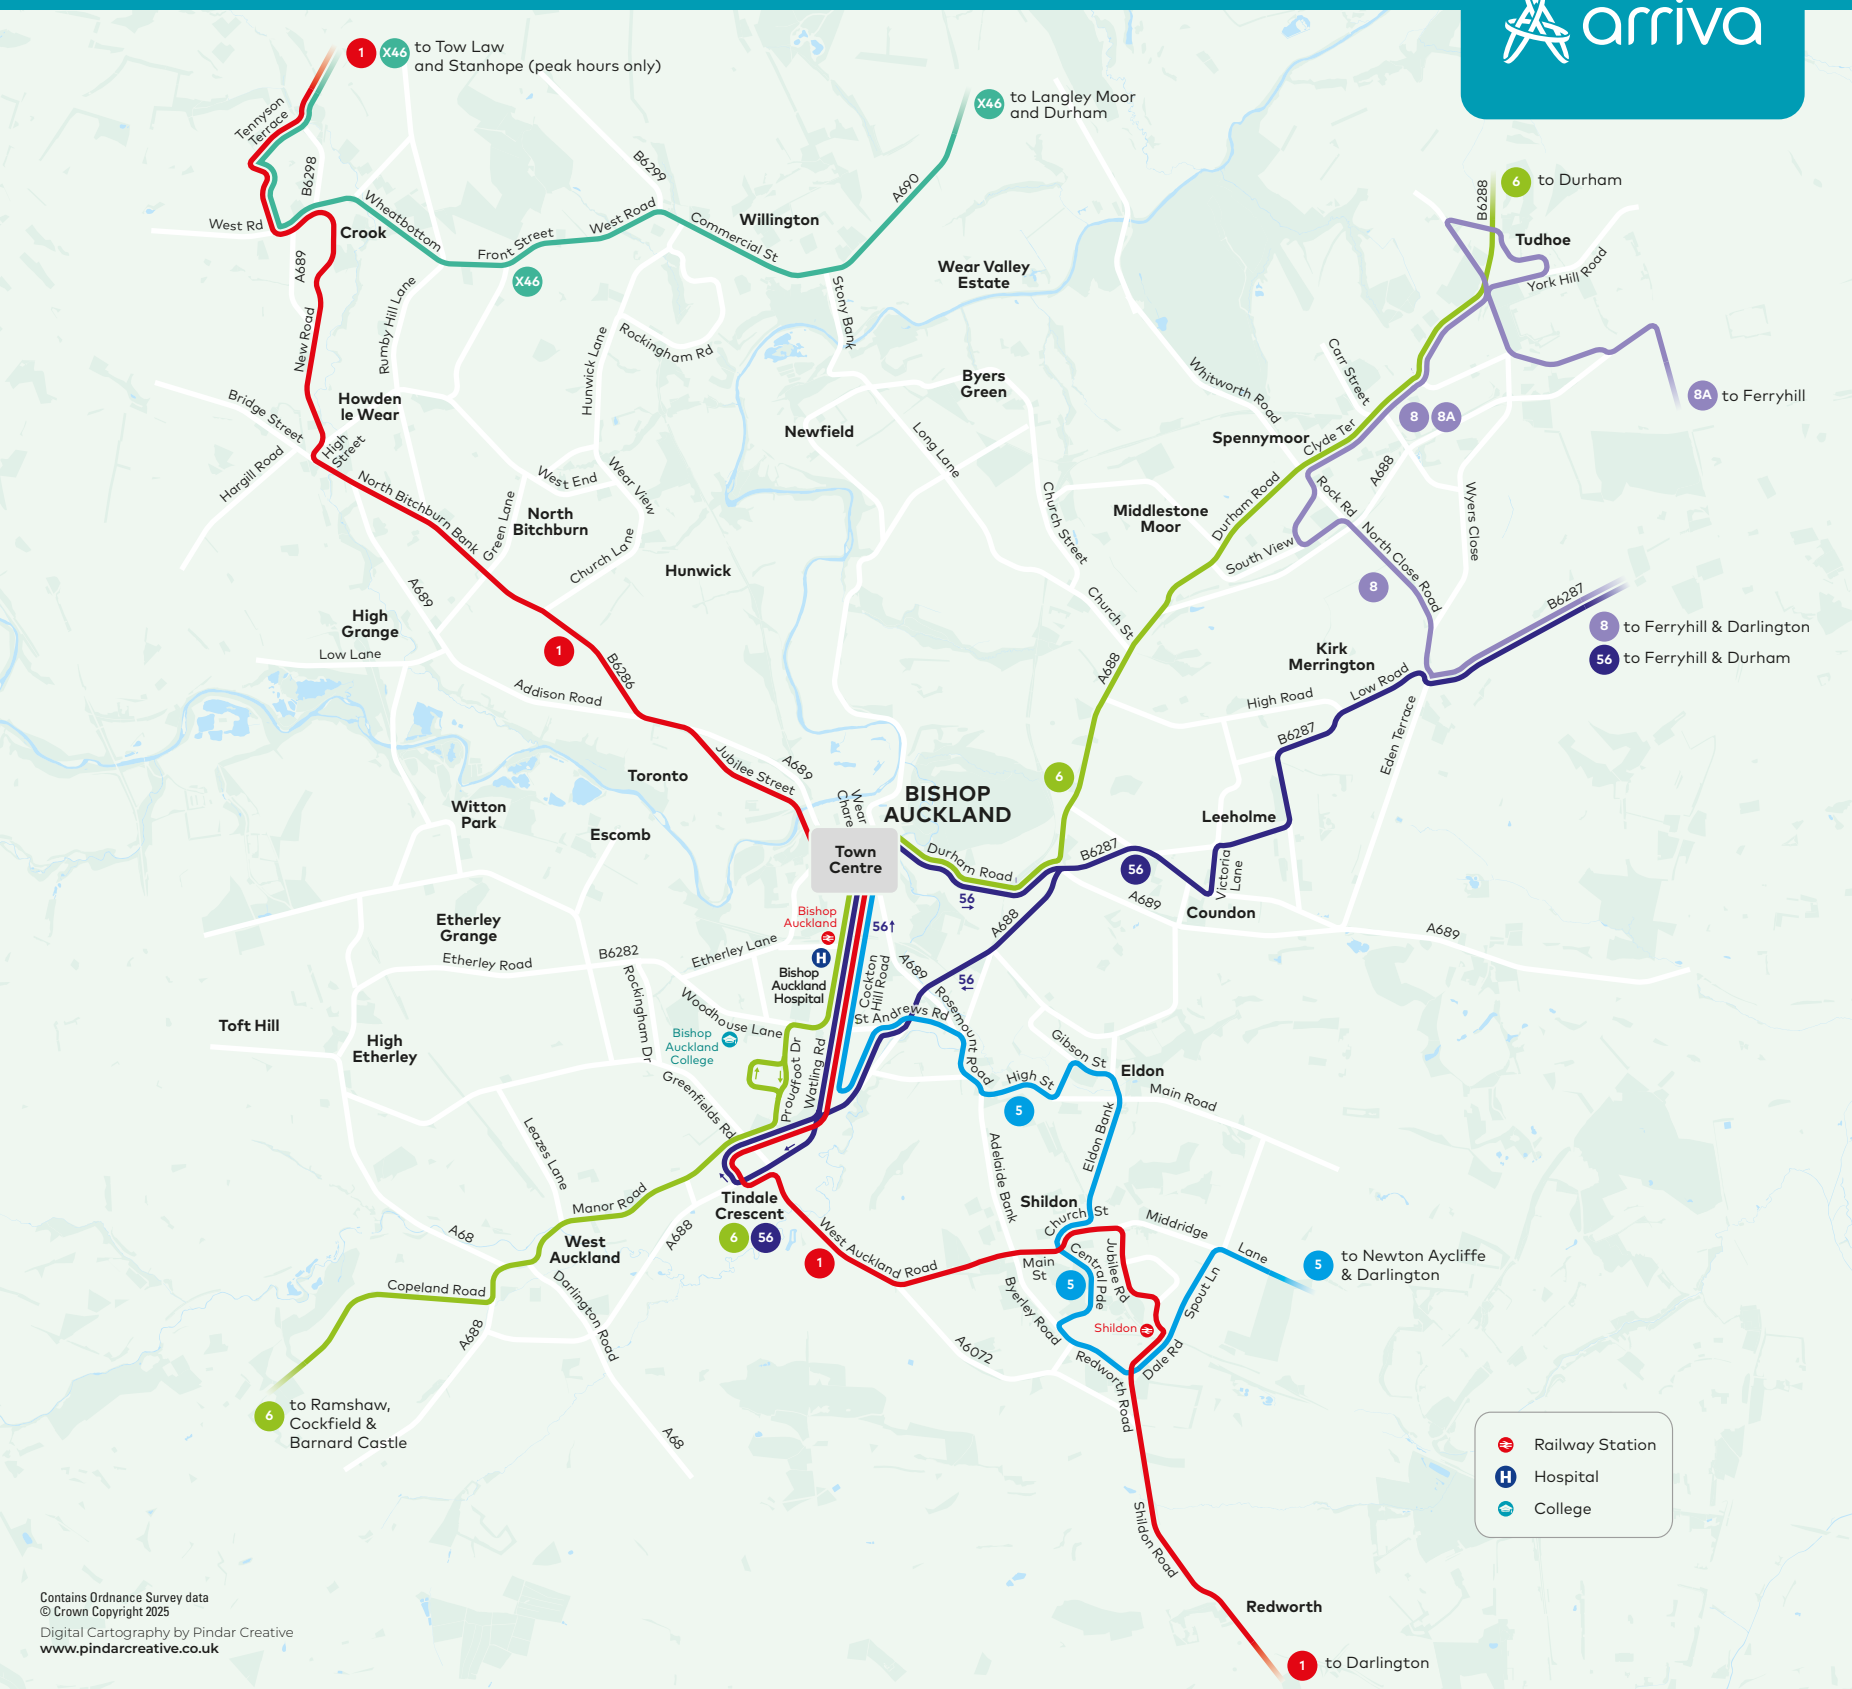 arriva
1
X46
to Tow Law
and Stanhope (peak hours only)
X46
to Langley Moor
and Durham
Tennyson
Terrace
B6298
B6299
A690
West Rd
Crook
Wheatbottom
Front Street
West Road
Commercial St
Willington
X46
A689
New Road
Rumby Hill Lane
Hunwick Lane
Rockingham Rd
Stony Bank
Wear Valley
Estate
B6288
6
to Durham
Tudhoe
York Hill Road
Howden
le Wear
Bridge Street
High
Street
Hargill Road
North Bitchburn Bank
Green Lane
West End
Wear View
North
Bitchburn
Church Lane
Hunwick
Newfield
Byers
Green
Long Lane
Church Street
Church St
Whitworth Road
Carr Street
8
8A
8A
to Ferryhill
Spennymoor
Clyde Ter
A688
Durham Road
Rock Rd
Middlestone
Moor
South View
North Close Road
Wyers Close
8
B6287
8
to Ferryhill & Darlington
56
to Ferryhill & Durham
A689
High
Grange
Low Lane
1
B6286
Addison Road
A688
Kirk
Merrington
High Road
Low Road
B6287
Eden Terrace
Jubilee Street
A689
Toronto
Witton
Park
Escomb
Wear
Chare
BISHOP
AUCKLAND
Town
Centre
6
Durham Road
56
B6287
56
A689
Leeholme
Victoria
Lane
Coundon
A689
A688
56
Bishop
Auckland
H
Bishop
Auckland
Hospital
56
Cockton
Hill Road
A689
Rosemount Road
St Andrews Rd
Etherley
Grange
Etherley Road
B6282
Etherley Lane
Rockingham Dr
Woodhouse Lane
Bishop
Auckland
College
Proudfoot Dr
Watling Rd
Greenfields Rd
Toft Hill
High
Etherley
Leazes Lane
Manor Road
A68
West
Auckland
A688
Copeland Road
Darlington Road
A688
A68
6
to Ramshaw,
Cockfield &
Barnard Castle
Tindale
Crescent
6
56
1
West Auckland Road
High St
5
Gibson St
Eldon
Main Road
Eldon Bank
Adelaide Bank
Shildon
Church St
Main
St
Central Pde
Jubilee Rd
5
Byerley Road
Shildon
A6072
Redworth Road
Dale Rd
Spout Ln
Middridge
Lane
5
to Newton Aycliffe
& Darlington
Shildon Road
Redworth
1
to Darlington
Railway Station
H
Hospital
College
Contains Ordnance Survey data
© Crown Copyright 2025
Digital Cartography by Pindar Creative
www.pindarcreative.co.uk